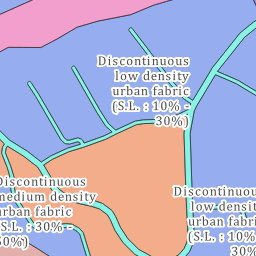 Discontinuous
low density
urban fabric
(S.L. : 10% -
30%)
Discontinuous
medium density
urban fabric
(S.L. : 30% -
50%)
Discontinuous
low density
urban fabric
(S.L. : 10% -
30%)